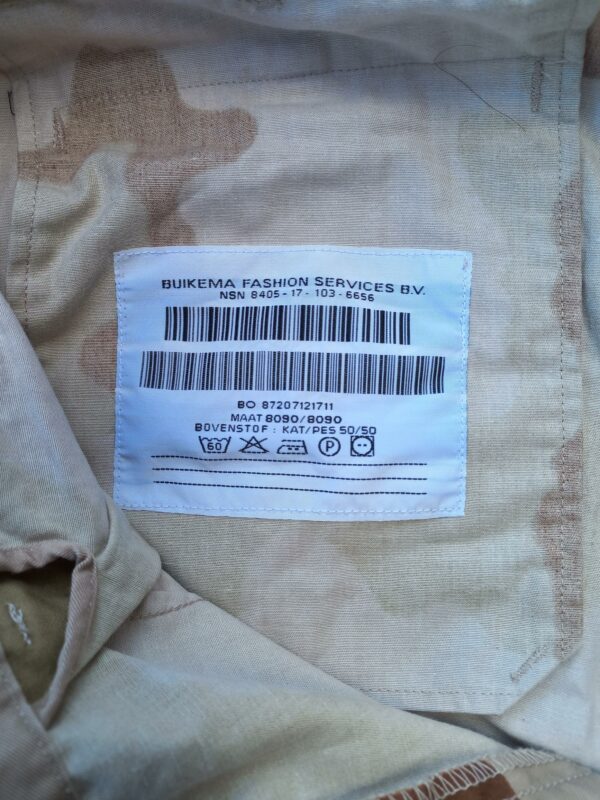 BUIKEMA FASHION SERVICES B.V.
NSN 8405-17-103-6656
BO 87207121711
MAAT 8090/8090
BOVENSTOF : KAT/PES 50/50
60 P